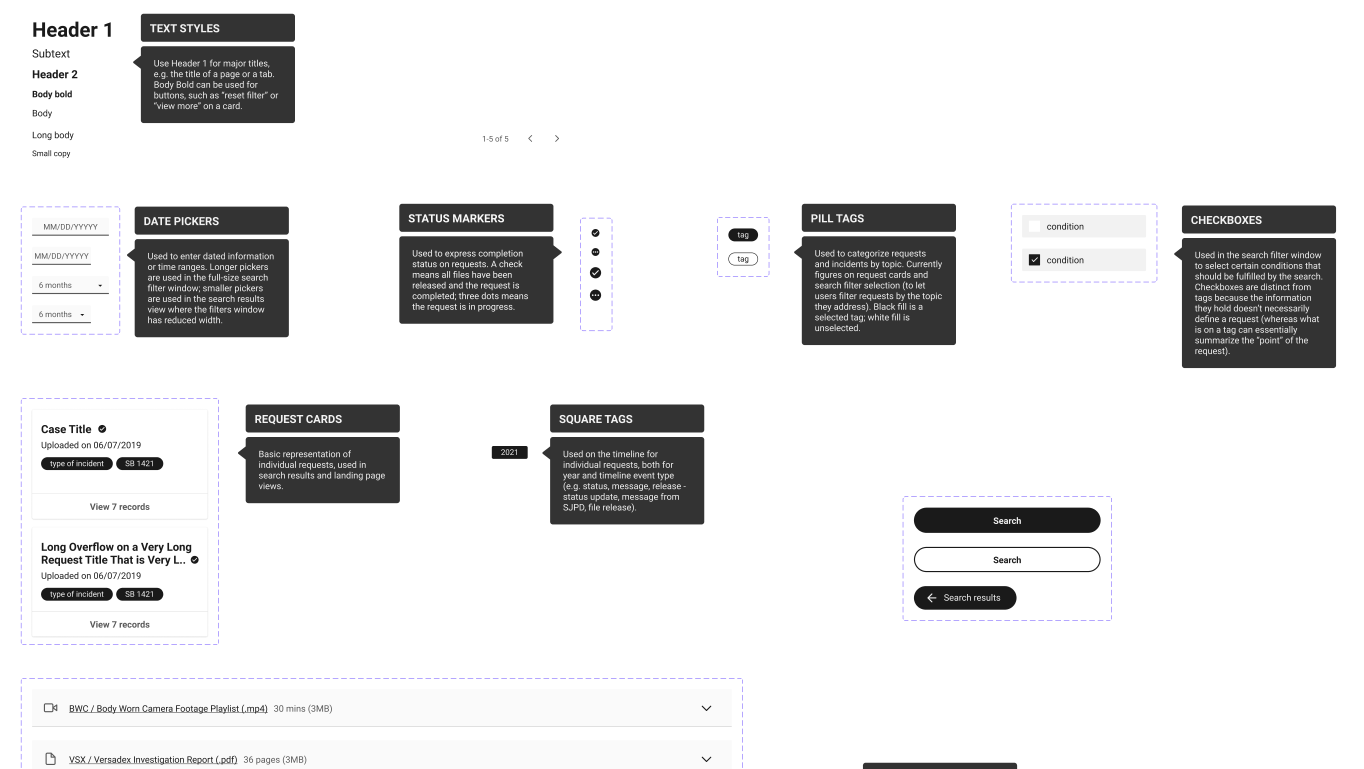 Header 1
Subtext
Header 2
Body bold
Body
Long body
Small copy
TEXT STYLES
Use Header 1 for major titles,
e.g. the title of a page or a tab.
Body Bold can be used for
buttons, such as “reset filter” or
“view more” on a card.
1-5 of 5
MM/DD/YYYYY
MM/DD/YYYYY
6 months
6 months
DATE PICKERS
Used to enter dated information
or time ranges. Longer pickers
are used in the full-size search
filter window; smaller pickers
are used in the search results
view where the filters window
has reduced width.
STATUS MARKERS
Used to express completion
status on requests. A check
means all files have been
released and the request is
completed; three dots means
the request is in progress.
tag
tag
PILL TAGS
Used to categorize requests
and incidents by topic. Currently
figures on request cards and
search filter selection (to let
users filter requests by the topic
they address). Black fill is a
selected tag; white fill is
unselected.
condition
condition
CHECKBOXES
Used in the search filter window
to select certain conditions that
should be fulfilled by the search.
Checkboxes are distinct from
tags because the information
they hold doesn’t necessarily
define a request (whereas what
is on a tag can essentially
summarize the “point” of the
request).
Case Title
Uploaded on 06/07/2019
type of incident SB 1421
View 7 records
Long Overflow on a Very Long
Request Title That is Very L...
Uploaded on 06/07/2019
type of incident SB 1421
View 7 records
REQUEST CARDS
Basic representation of
individual requests, used in
search results and landing page
views.
2021
SQUARE TAGS
Used on the timeline for
individual requests, both for
year and timeline event type
(e.g. status, message, release -
status update, message from
SJPD, file release).
Search
Search
Search results
BWC / Body Worn Camera Footage Playlist (.mp4) 30 mins (3MB)
VSX / Versadex Investigation Report (.pdf) 36 pages (3MB)